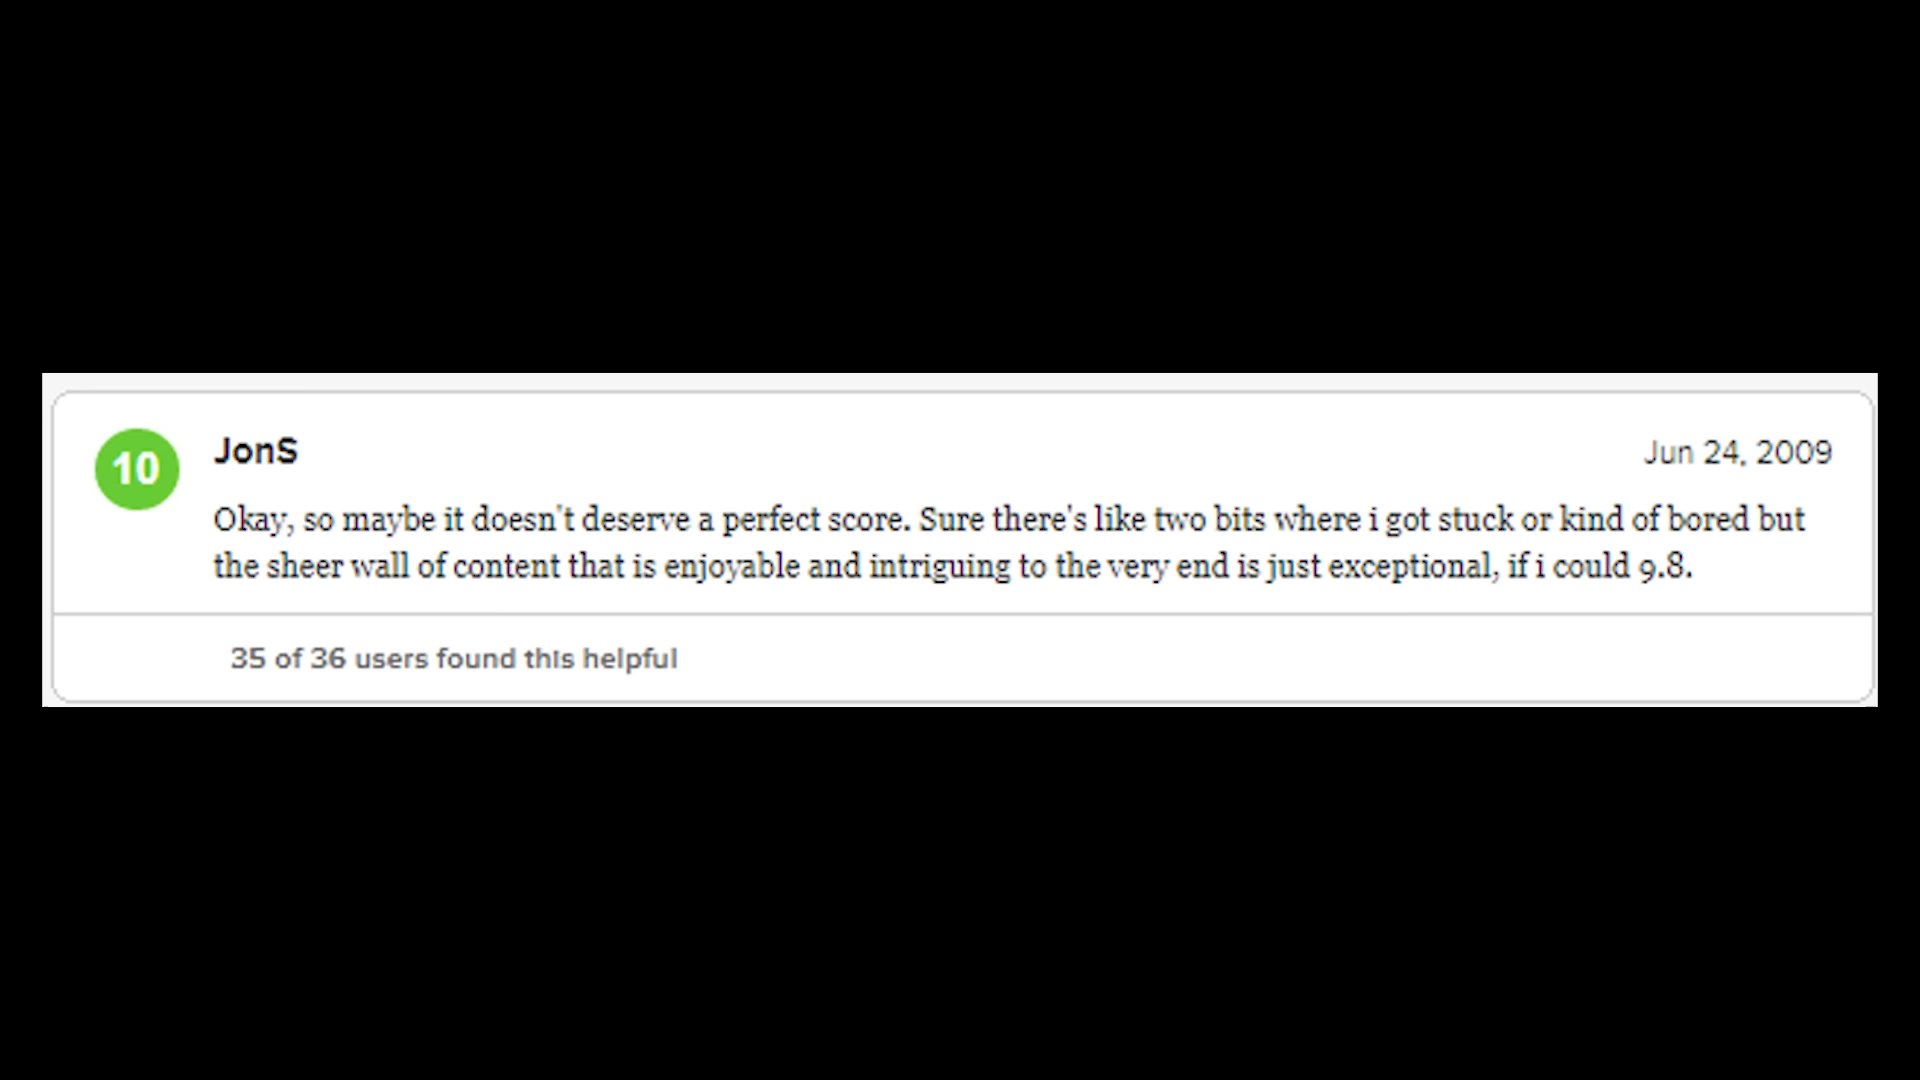 10
JonS
Jun 24, 2009
Okay, so maybe it doesn't deserve a perfect score. Sure there's like two bits where i got stuck or kind of bored but
the sheer wall of content that is enjoyable and intriguing to the very end is just exceptional, if i could 9.8.
35 of 36 users found this helpful